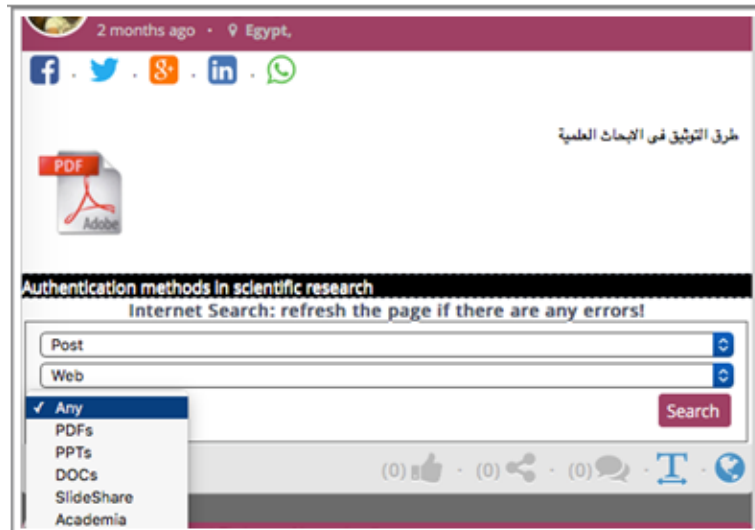 2 months ago · Egypt,
طرق التوثيق فى الابحاث العلمية
PDF
Adobe
Authentication methods in scientific research
Internet Search: refresh the page if there are any errors!
Post
Web
✓ Any
Search
PDFs
PPTs
DOCs
SlideShare
Academia
(0) · (0) · (0) · T